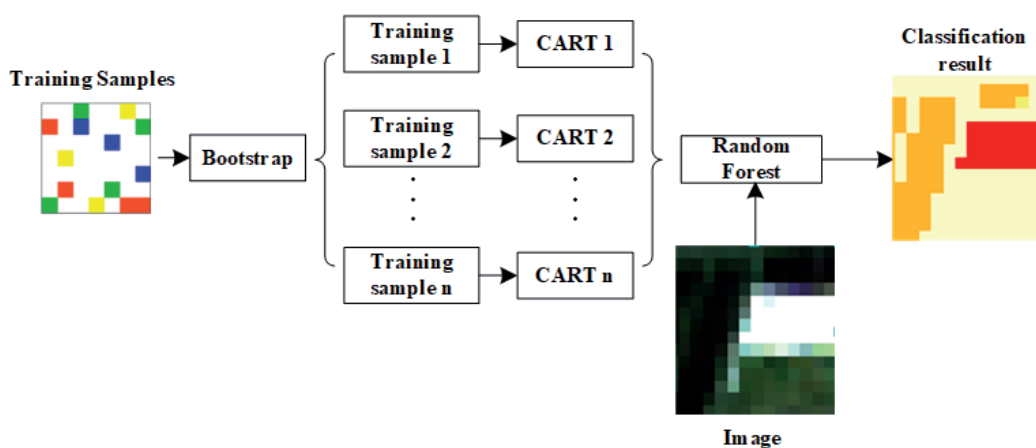 Training Samples
Bootstrap
Training
sample 1
CART 1
Training
sample 2
CART 2
Training
sample n
CART n
Random
Forest
Image
Classification
result